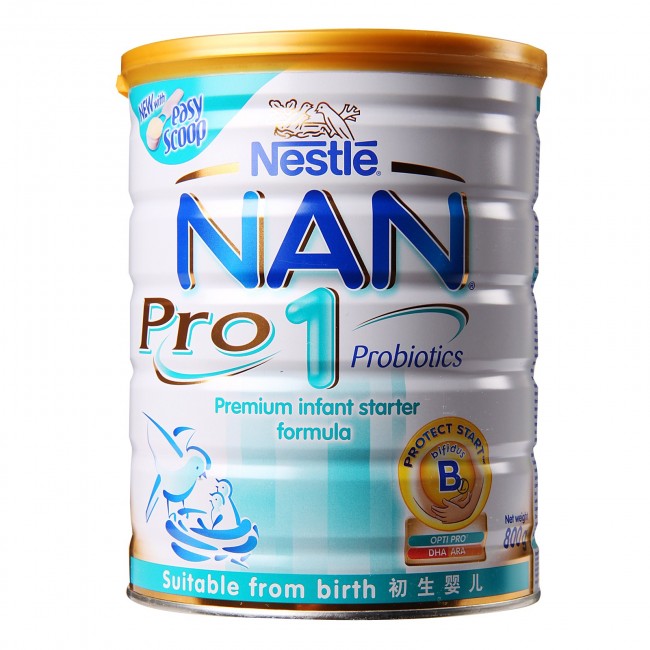 NEW with
easy
scoop
Nestlé
NAN
Pro 1
Probiotics
Premium infant starter
formula
PROTECT START
bifidus
B
OPTI PRO
DHA ARA
Net weight
800g
Suitable from birth 初生婴儿